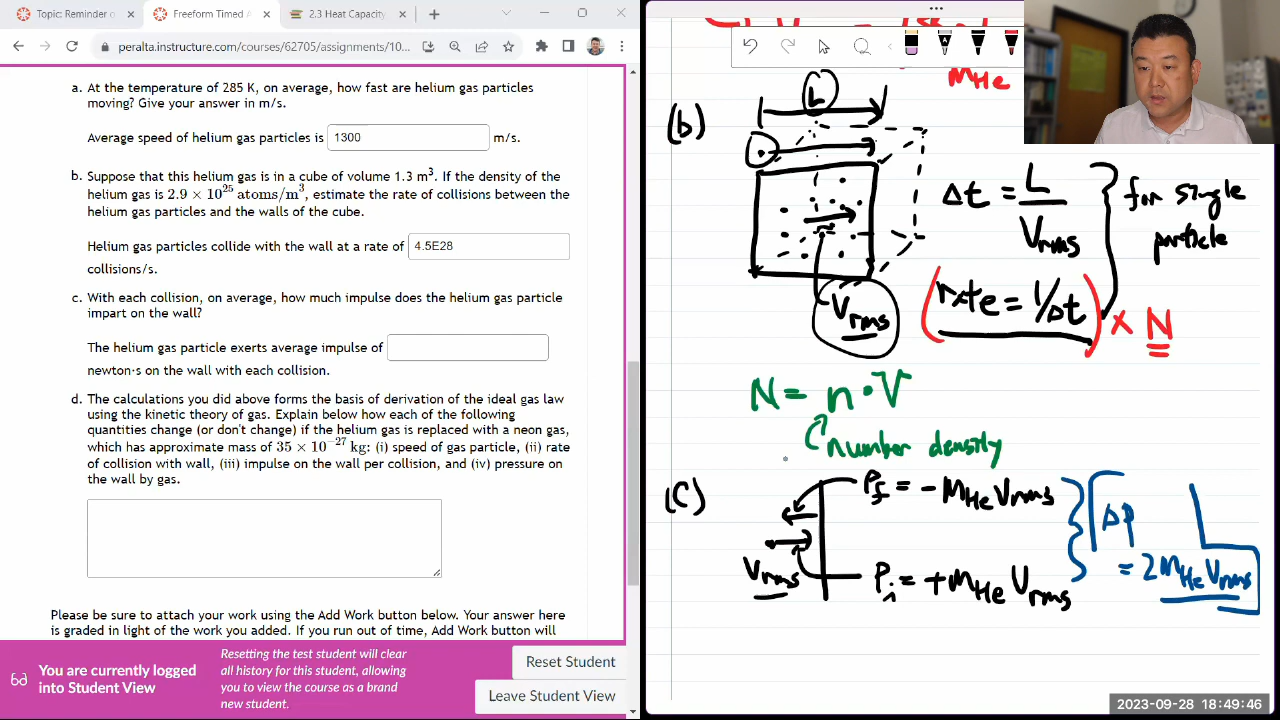 Topic: Reminder o
Freeform Timed A
2.3 Heat Capacit
peralta.instructure.com/courses/62705/assignments/10...
a. At the temperature of 285 K, on average, how fast are helium gas particles
moving? Give your answer in m/s.
Average speed of helium gas particles is 1300 m/s.
b. Suppose that this helium gas is in a cube of volume 1.3 m³. If the density of the
helium gas is 2.9 × 10²⁵ atoms/m³, estimate the rate of collisions between the
helium gas particles and the walls of the cube.
Helium gas particles collide with the wall at a rate of 4.5E28
collisions/s.
c. With each collision, on average, how much impulse does the helium gas particle
impart on the wall?
The helium gas particle exerts average impulse of
newton·s on the wall with each collision.
d. The calculations you did above forms the basis of derivation of the ideal gas law
using the kinetic theory of gas. Explain below how each of the following
quantities change (or don't change) if the helium gas is replaced with a neon gas,
which has approximate mass of 35 × 10⁻²⁷ kg: (i) speed of gas particle, (ii) rate
of collision with wall, (iii) impulse on the wall per collision, and (iv) pressure on
the wall by gas.
Please be sure to attach your work using the Add Work button below. Your answer here
is graded in light of the work you added. If you run out of time, Add Work button will
You are currently logged
into Student View
Resetting the test student will clear
all history for this student, allowing
you to view the course as a brand
new student.
Reset Student
Leave Student View
MHe
(b)
L
Δt = L/Vrms
for single
particle
(rate = 1/Δt) × N
Vrms
N = n·V
number density
(C)
Pf = -MHe Vrms
Vrms
Pi = +MHe Vrms
Δp
= 2MHe Vrms
2023-09-28 18:49:46